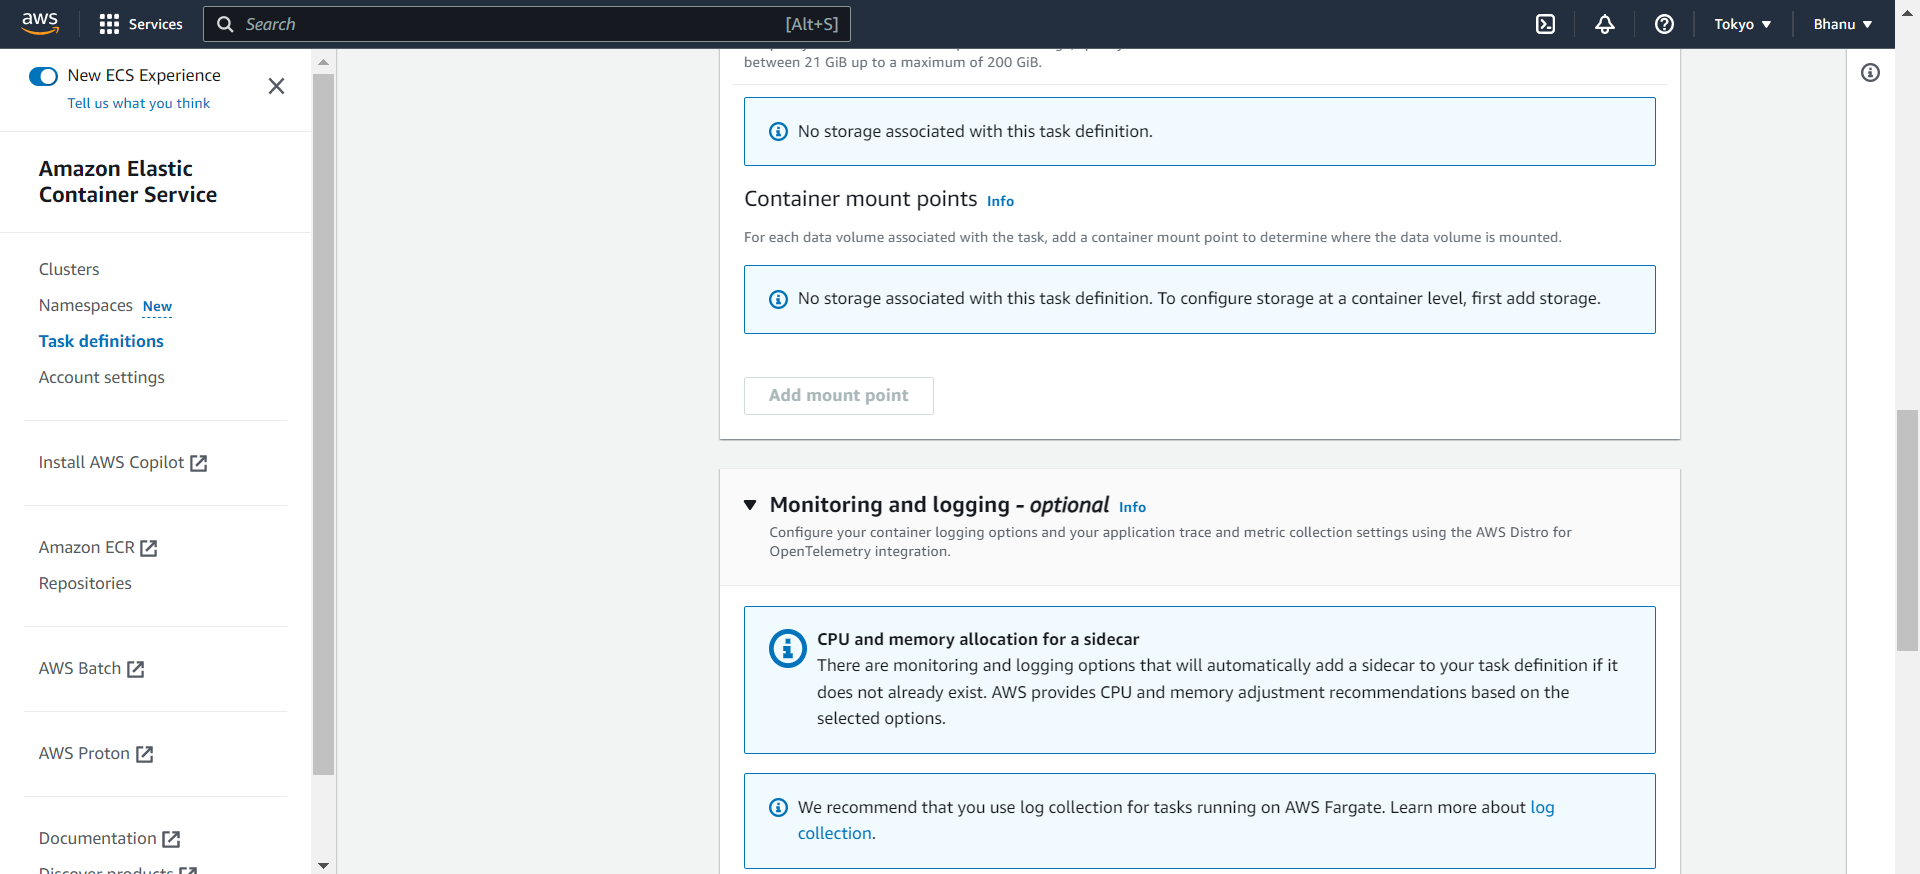 aws
Services
Search
[Alt+S]
Tokyo
Bhanu
New ECS Experience
Tell us what you think
Amazon Elastic
Container Service
Clusters
Namespaces New
Task definitions
Account settings
Install AWS Copilot
Amazon ECR
Repositories
AWS Batch
AWS Proton
Documentation
Discover products
between 21 GiB up to a maximum of 200 GiB.
No storage associated with this task definition.
Container mount points Info
For each data volume associated with the task, add a container mount point to determine where the data volume is mounted.
No storage associated with this task definition. To configure storage at a container level, first add storage.
Add mount point
Monitoring and logging - optional Info
Configure your container logging options and your application trace and metric collection settings using the AWS Distro for
OpenTelemetry integration.
CPU and memory allocation for a sidecar
There are monitoring and logging options that will automatically add a sidecar to your task definition if it
does not already exist. AWS provides CPU and memory adjustment recommendations based on the
selected options.
We recommend that you use log collection for tasks running on AWS Fargate. Learn more about log
collection.